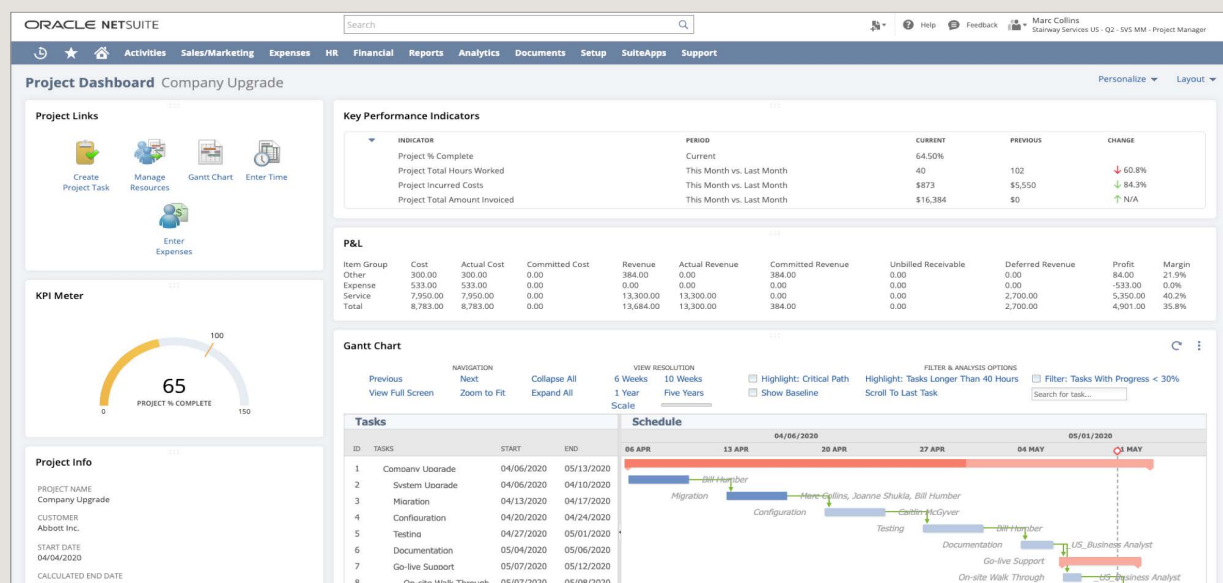 ORACLE NETSUITE
Search
Help
Feedback
Marc Collins
Stairway Services US - Q2 - SVS MM - Project Manager
Activities Sales/Marketing Expenses HR Financial Reports Analytics Documents Setup SuiteApps Support
Project Dashboard Company Upgrade
Personalize Layout
Project Links
Create Project Task
Manage Resources
Gantt Chart
Enter Time
Enter Expenses
KPI Meter
100
65
PROJECT % COMPLETE
0 150
Project Info
PROJECT NAME
Company Upgrade
CUSTOMER
Abbott Inc.
START DATE
04/04/2020
CALCULATED END DATE
Key Performance Indicators
INDICATOR PERIOD CURRENT PREVIOUS CHANGE
Project % Complete Current 64.50%
Project Total Hours Worked This Month vs. Last Month 40 102 ↓ 60.8%
Project Incurred Costs This Month vs. Last Month $873 $5,550 ↓ 84.3%
Project Total Amount Invoiced This Month vs. Last Month $16,384 $0 ↑ N/A
P&L
Item Group Cost Actual Cost Committed Cost Revenue Actual Revenue Committed Revenue Unbilled Receivable Deferred Revenue Profit Margin
Other 300.00 300.00 0.00 384.00 0.00 384.00 0.00 0.00 84.00 21.9%
Expense 533.00 533.00 0.00 0.00 0.00 0.00 0.00 0.00 -533.00 0.0%
Service 7,950.00 7,950.00 0.00 13,300.00 13,300.00 0.00 0.00 2,700.00 5,350.00 40.2%
Total 8,783.00 8,783.00 0.00 13,684.00 13,300.00 384.00 0.00 2,700.00 4,901.00 35.8%
Gantt Chart
NAVIGATION VIEW RESOLUTION FILTER & ANALYSIS OPTIONS
Previous Next Collapse All 6 Weeks 10 Weeks Highlight: Critical Path Highlight: Tasks Longer Than 40 Hours Filter: Tasks With Progress < 30%
View Full Screen Zoom to Fit Expand All 1 Year Five Years Show Baseline Scroll To Last Task Search for task...
Scale
Tasks Schedule
04/06/2020 05/01/2020
ID TASKS START END 06 APR 13 APR 20 APR 27 APR 04 MAY 1 MAY
1 Company Upgrade 04/06/2020 05/13/2020
2 System Upgrade 04/06/2020 04/10/2020 Bill Humber
3 Migration 04/13/2020 04/17/2020 Migration Marc Collins, Joanne Shukla, Bill Humber
4 Configuration 04/20/2020 04/24/2020 Configuration Caitlin McGyver
5 Testing 04/27/2020 05/01/2020 Testing Bill Humber
6 Documentation 05/04/2020 05/06/2020 Documentation _US_Business Analyst
7 Go-live Support 05/07/2020 05/12/2020 Go-live Support
8 On-site Walk Through 05/07/2020 05/08/2020 On-site Walk Through _US_Business Analyst